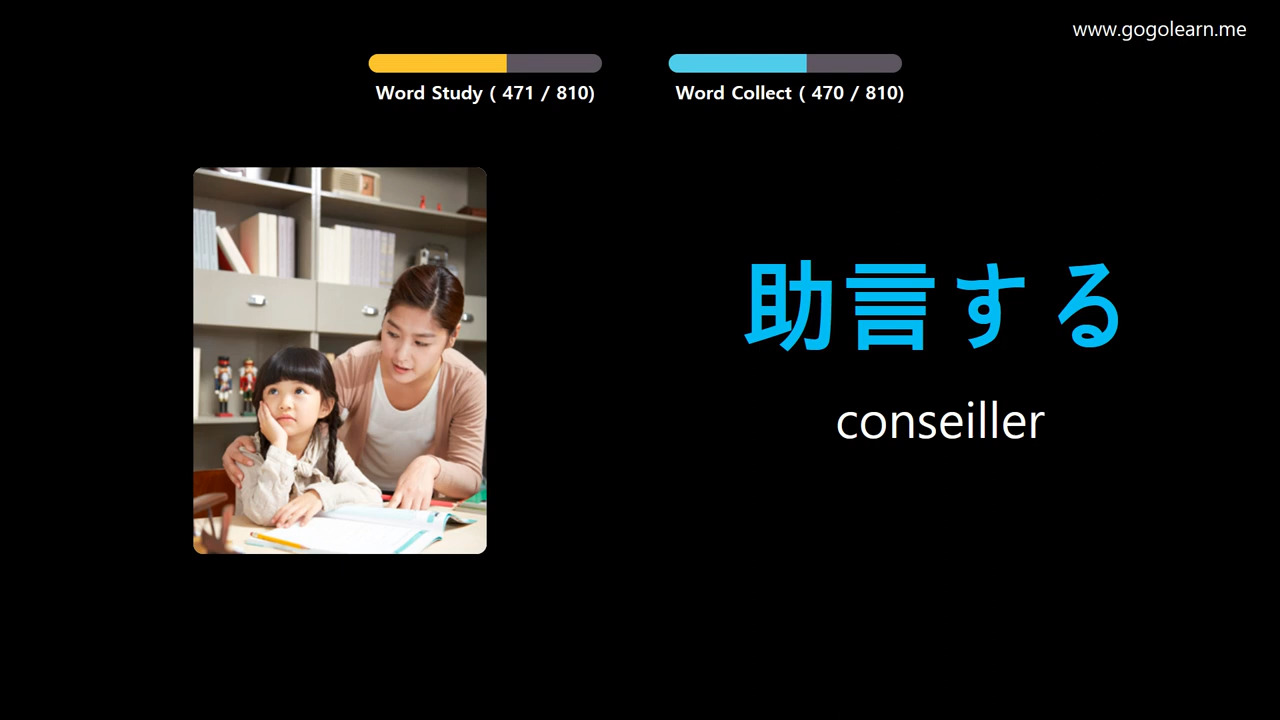 www.gogolearn.me
Word Study ( 471 / 810)
Word Collect ( 470 / 810)
助言する
conseiller